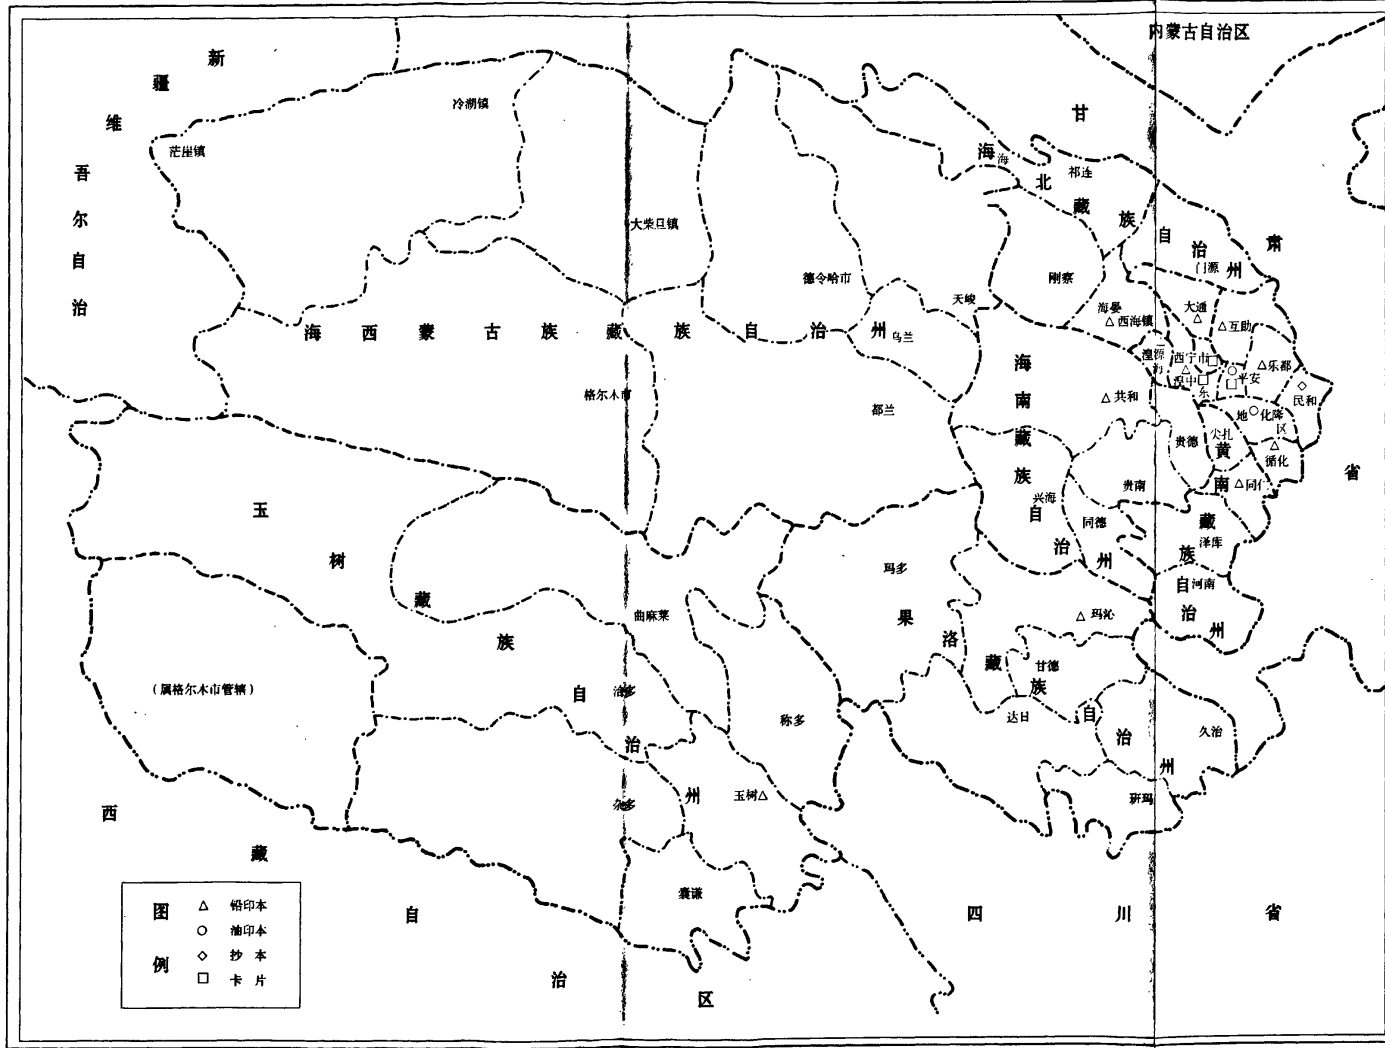 内蒙古自治区
新疆维吾尔自治
甘
肃
省
冷湖镇
茫崖镇
大柴旦镇
德令哈市
海西蒙古族藏族自治州
乌兰
天峻
格尔木市
都兰
海北藏族自治州
海
祁连
刚察
门源
海晏
西海镇
大通
互助
湟源
西宁市
湟中
平安
乐都
民和
海
东
地
区
化隆
循化
海南藏族自治州
共和
贵德
贵南
兴海
同德
黄南藏族自治州
尖扎
同仁
泽库
河南
玉树藏族自治州
曲麻莱
治多
称多
杂多
玉树
囊谦
(属格尔木市管辖)
果洛藏族自治州
玛多
玛沁
甘德
达日
久治
班玛
西藏自治区
四川省
图例
△ 铅印本
○ 油印本
◇ 抄本
□ 卡片